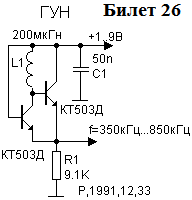 ГУН
Билет 26
200мкГн
+1..9В
L1
50n
C1
КТ503Д
КТ503Д
f=350кГц...850кГц
R1
9.1K
Р,1991,12,33